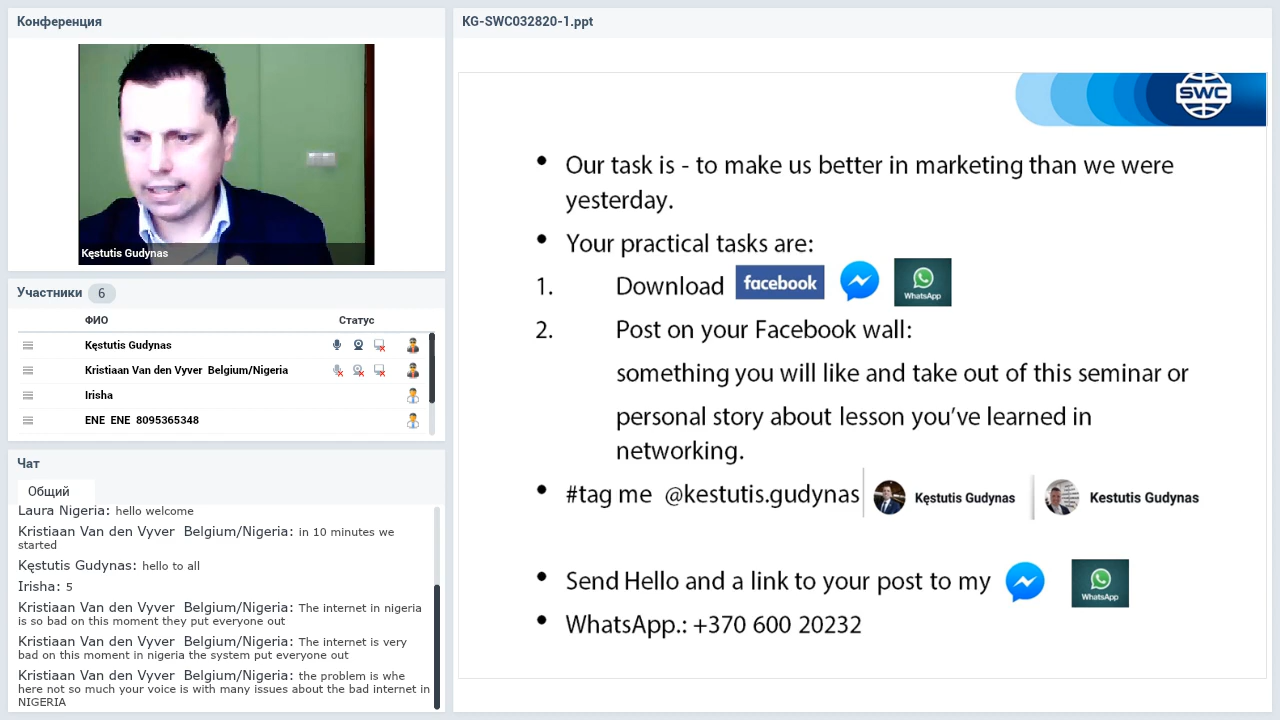 Конференция
Kęstutis Gudynas
Участники 6
ФИО Статус
Kęstutis Gudynas
Kristiaan Van den Vyver Belgium/Nigeria
Irisha
ENE ENE 8095365348
Чат
Общий
Laura Nigeria: hello welcome
Kristiaan Van den Vyver Belgium/Nigeria: in 10 minutes we
started
Kęstutis Gudynas: hello to all
Irisha: 5
Kristiaan Van den Vyver Belgium/Nigeria: The internet in nigeria
is so bad on this moment they put everyone out
Kristiaan Van den Vyver Belgium/Nigeria: The internet is very
bad on this moment in nigeria the system put everyone out
Kristiaan Van den Vyver Belgium/Nigeria: the problem is whe
here not so much your voice is with many issues about the bad internet in
NIGERIA
KG-SWC032820-1.ppt
SWC
• Our task is - to make us better in marketing than we were
yesterday.
• Your practical tasks are:
1. Download facebook WhatsApp
2. Post on your Facebook wall:
something you will like and take out of this seminar or
personal story about lesson you’ve learned in
networking.
• #tag me @kestutis.gudynas Kęstutis Gudynas Kestutis Gudynas
• Send Hello and a link to your post to my WhatsApp
• WhatsApp.: +370 600 20232